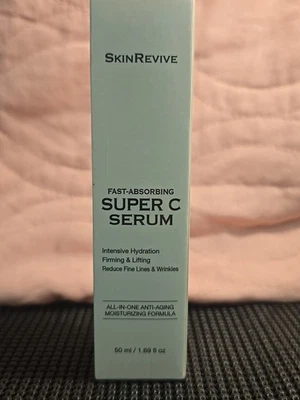 SKINREVIVE
FAST-ABSORBING
SUPER C
SERUM
Intensive Hydration
Firming & Lifting
Reduce Fine Lines & Wrinkles
ALL-IN-ONE ANTI-AGING
MOISTURIZING FORMULA
50 ml / 1.69 fl oz